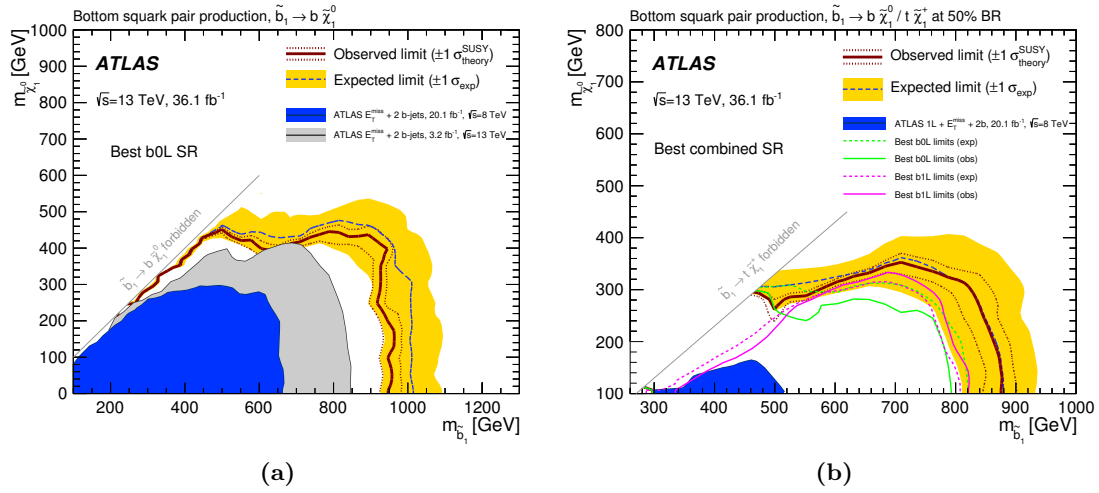 Bottom squark pair production, b̃₁ → b χ̃₁⁰
m_χ̃₁⁰ [GeV]
ATLAS
√s=13 TeV, 36.1 fb⁻¹
Best b0L SR
Observed limit (±1 σ_theory^SUSY)
Expected limit (±1 σ_exp)
ATLAS E_T^miss + 2 b-jets, 20.1 fb⁻¹, √s=8 TeV
ATLAS E_T^miss + 2 b-jets, 3.2 fb⁻¹, √s=13 TeV
b̃₁ → b χ̃₁⁰ forbidden
1000
900
800
700
600
500
400
300
200
100
0
200 400 600 800 1000 1200
m_b̃₁ [GeV]
(a)
Bottom squark pair production, b̃₁ → b χ̃₁⁰ / t χ̃₁⁺ at 50% BR
m_χ̃₁⁰ [GeV]
ATLAS
√s=13 TeV, 36.1 fb⁻¹
Best combined SR
Observed limit (±1 σ_theory^SUSY)
Expected limit (±1 σ_exp)
ATLAS 1L + E_T^miss + 2b, 20.1 fb⁻¹, √s=8 TeV
Best b0L limits (exp)
Best b0L limits (obs)
Best b1L limits (exp)
Best b1L limits (obs)
b̃₁ → t χ̃₁⁺ forbidden
800
700
600
500
400
300
200
100
300 400 500 600 700 800 900 1000
m_b̃₁ [GeV]
(b)